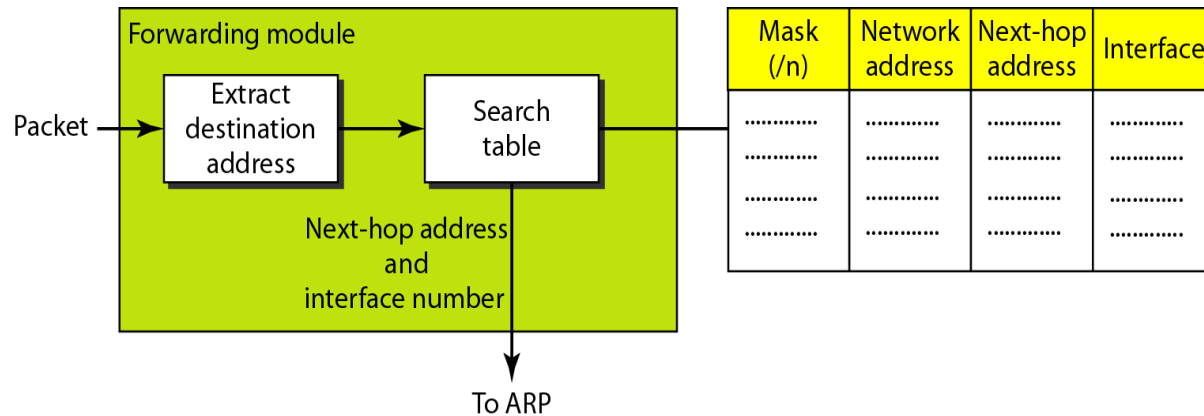 Forwarding module
Packet
Extract
destination
address
Search
table
Next-hop address
and
interface number
To ARP
Mask
(/n)
Network
address
Next-hop
address
Interface
............. ............. ............. .............
............. ............. ............. .............
............. ............. ............. .............
............. ............. ............. .............